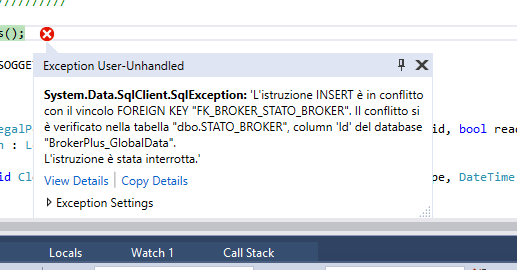 //////////
s();
Exception User-Unhandled
SOGGE
System.Data.SqlClient.SqlException: 'L'istruzione INSERT è in conflitto
con il vincolo FOREIGN KEY "FK_BROKER_STATO_BROKER". Il conflitto si
è verificato nella tabella "dbo.STATO_BROKER", column 'Id' del database
"BrokerPlus_GlobalData".
L'istruzione è stata interrotta.'
egalP
id, bool read
n : L
View Details | Copy Details
id Cl
pe, DateTime
Exception Settings
Locals Watch 1 Call Stack